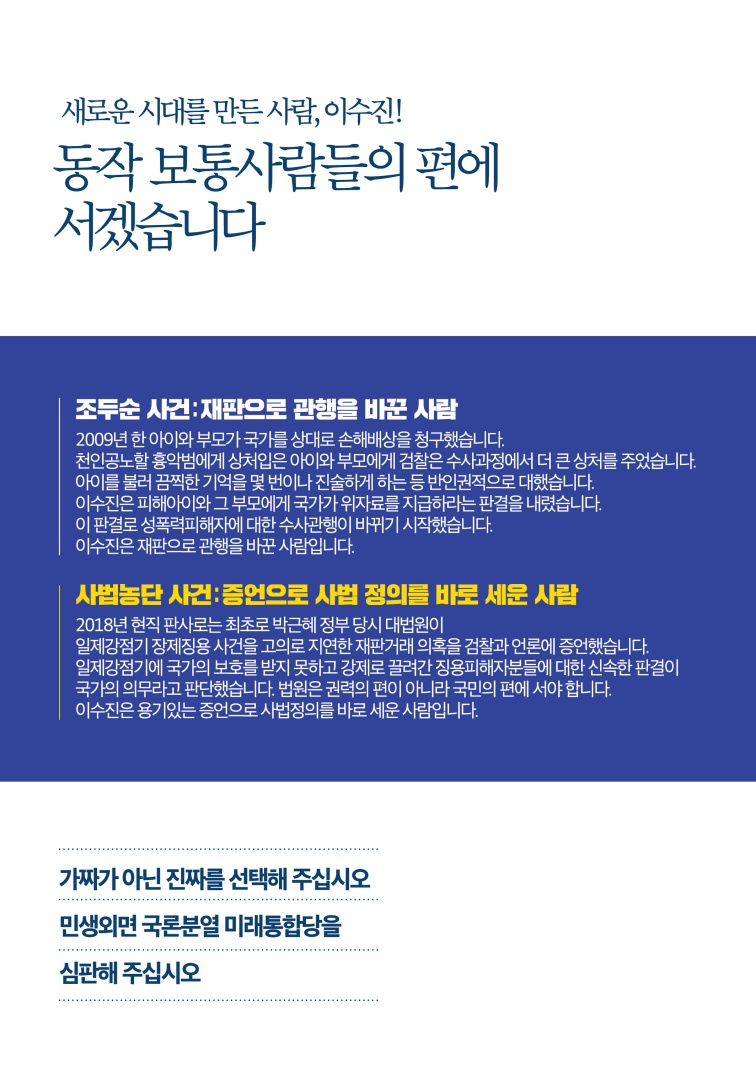 새로운 시대를 만든 사람, 이수진!
동작 보통사람들의 편에
서겠습니다
조두순 사건:재판으로 관행을 바꾼 사람
2009년 한 아이와 부모가 국가를 상대로 손해배상을 청구했습니다.
천인공노할 흉악범에게 상처입은 아이와 부모에게 검찰은 수사과정에서 더 큰 상처를 주었습니다.
아이를 불러 끔찍한 기억을 몇 번이나 진술하게 하는 등 반인권적으로 대했습니다.
이수진은 피해아이와 그 부모에게 국가가 위자료를 지급하라는 판결을 내렸습니다.
이 판결로 성폭력피해자에 대한 수사관행이 바뀌기 시작했습니다.
이수진은 재판으로 관행을 바꾼 사람입니다.
사법농단 사건:증언으로 사법 정의를 바로 세운 사람
2018년 현직 판사로는 최초로 박근혜 정부 당시 대법원이
일제강점기 장제징용 사건을 고의로 지연한 재판거래 의혹을 검찰과 언론에 증언했습니다.
일제강점기에 국가의 보호를 받지 못하고 강제로 끌려간 징용피해자분들에 대한 신속한 판결이
국가의 의무라고 판단했습니다. 법원은 권력의 편이 아니라 국민의 편에 서야 합니다.
이수진은 용기있는 증언으로 사법정의를 바로 세운 사람입니다.
가짜가 아닌 진짜를 선택해 주십시오
민생외면 국론분열 미래통합당을
심판해 주십시오